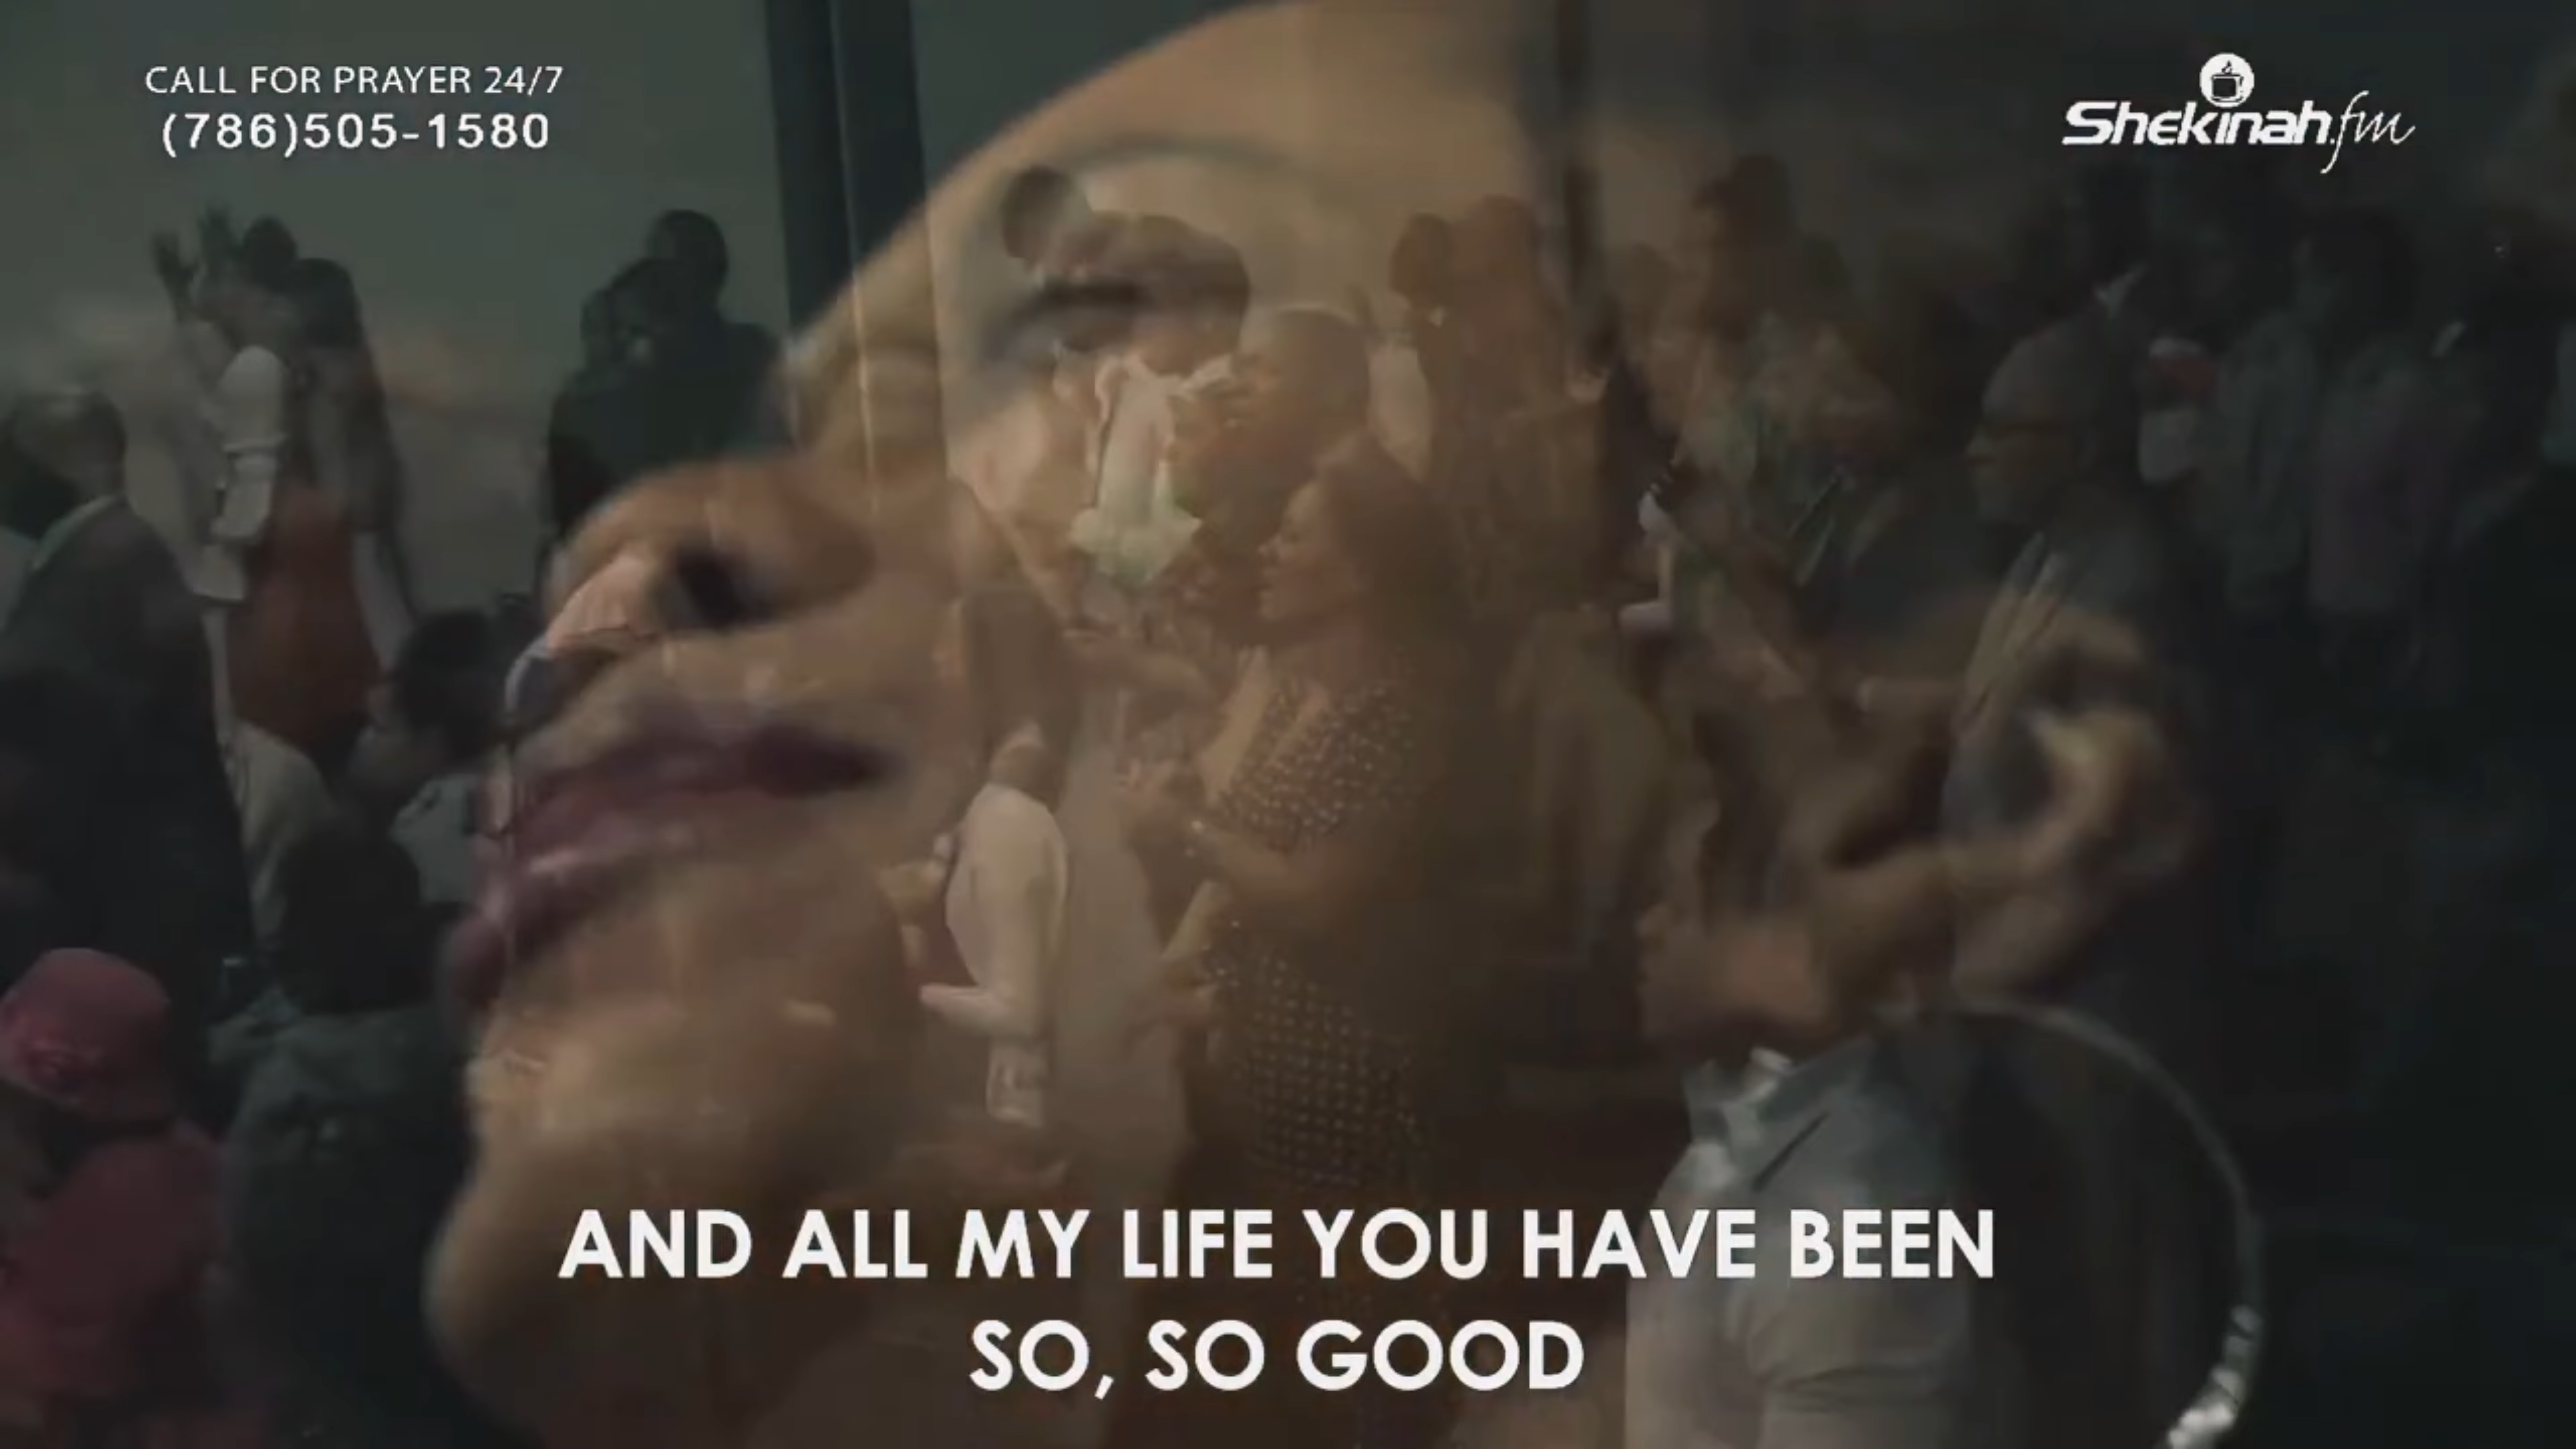 CALL FOR PRAYER 24/7
(786)505-1580
Shekinah.fm
AND ALL MY LIFE YOU HAVE BEEN
SO, SO GOOD